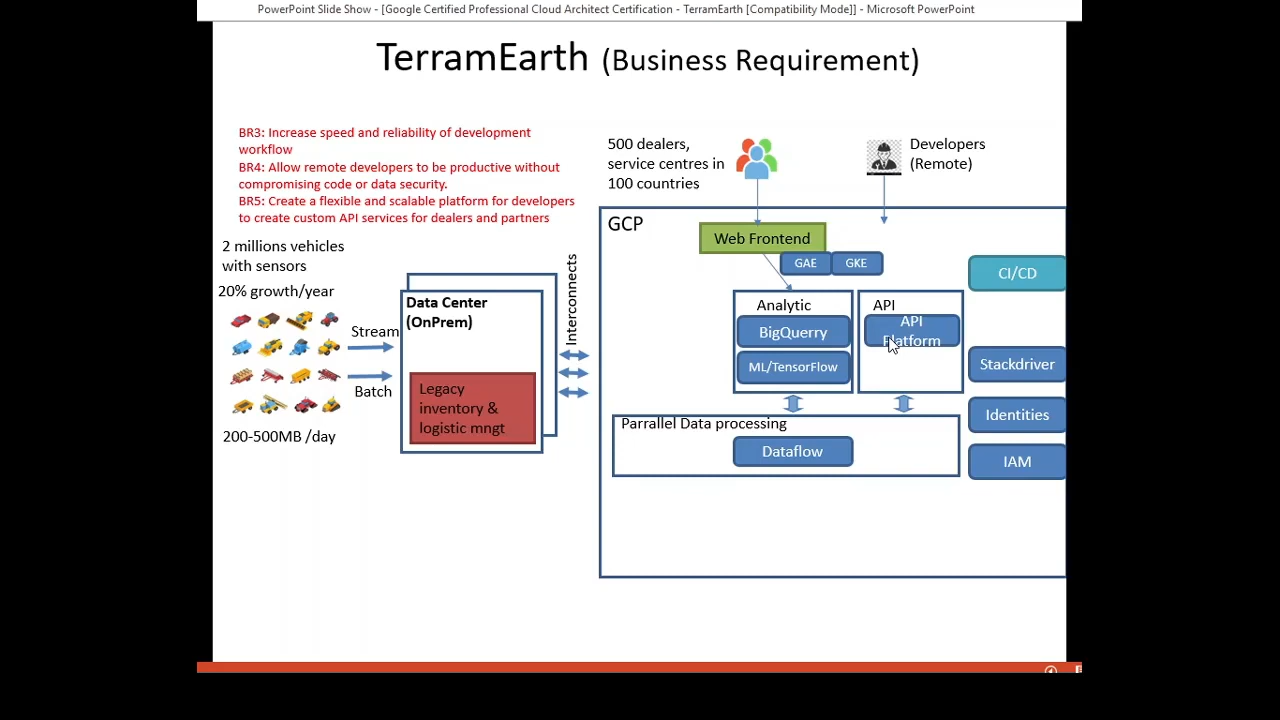 PowerPoint Slide Show - [Google Certified Professional Cloud Architect Certification - TerramEarth [Compatibility Mode]] - Microsoft PowerPoint
TerramEarth (Business Requirement)
BR3: Increase speed and reliability of development
workflow
BR4: Allow remote developers to be productive without
compromising code or data security.
BR5: Create a flexible and scalable platform for developers
to create custom API services for dealers and partners
500 dealers,
service centres in
100 countries
Developers
(Remote)
2 millions vehicles
with sensors
20% growth/year
Stream
Batch
200-500MB /day
Data Center
(OnPrem)
Legacy
inventory &
logistic mngt
Interconnects
GCP
Web Frontend
GAE
GKE
CI/CD
Analytic
BigQuerry
ML/TensorFlow
API
API
Platform
Stackdriver
Identities
IAM
Parrallel Data processing
Dataflow